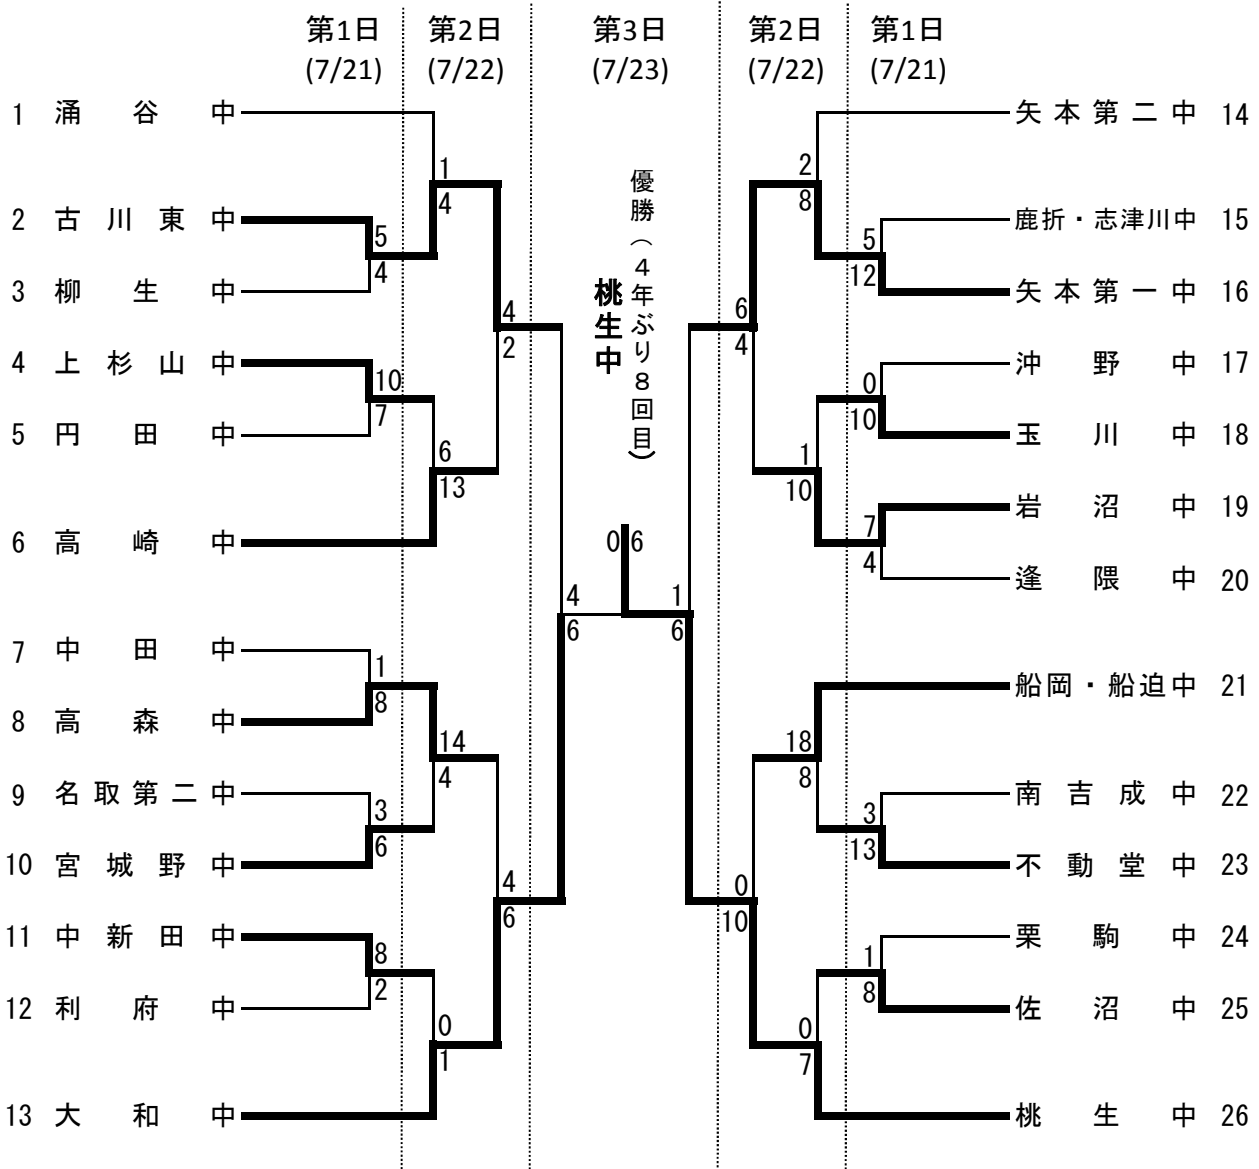 第1日 第2日 第3日 第2日 第1日
(7/21) (7/22) (7/23) (7/22) (7/21)
1 涌谷中
2 古川東中
3 柳生中
4 上杉山中
5 円田中
6 高崎中
7 中田中
8 高森中
9 名取第二中
10 宮城野中
11 中新田中
12 利府中
13 大和中
5
4
10
7
1
8
3
6
8
2
1
4
6
13
14
4
0
1
4
2
4
6
4
6
優勝(4年ぶり8回目)
桃生中
0 6
1
6
6
4
0
10
2
8
1
10
18
8
0
7
5
12
0
10
7
4
3
13
1
8
矢本第二中 14
鹿折・志津川中 15
矢本第一中 16
沖野中 17
玉川中 18
岩沼中 19
逢隈中 20
船岡・船迫中 21
南吉成中 22
不動堂中 23
栗駒中 24
佐沼中 25
桃生中 26